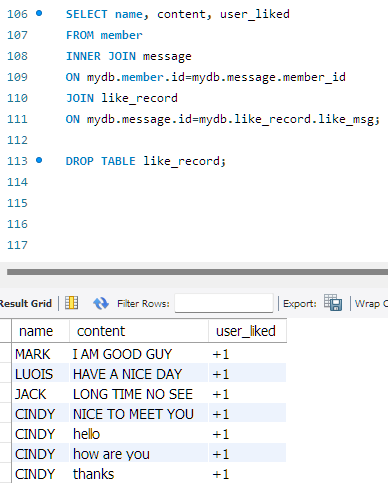 106 SELECT name, content, user_liked
107 FROM member
108 INNER JOIN message
109 ON mydb.member.id=mydb.message.member_id
110 JOIN like_record
111 ON mydb.message.id=mydb.like_record.like_msg;
112
113 DROP TABLE like_record;
114
115
116
117
Result Grid Filter Rows: Export: Wrap C
name content user_liked
MARK I AM GOOD GUY +1
LUOIS HAVE A NICE DAY +1
JACK LONG TIME NO SEE +1
CINDY NICE TO MEET YOU +1
CINDY hello +1
CINDY how are you +1
CINDY thanks +1